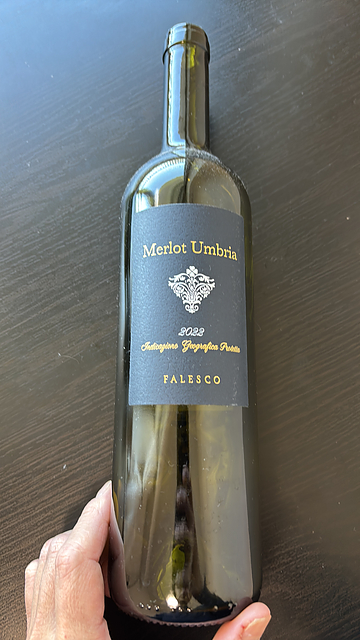 Merlot Umbria
2022
Indicazione Geografica Protetta
FALESCO